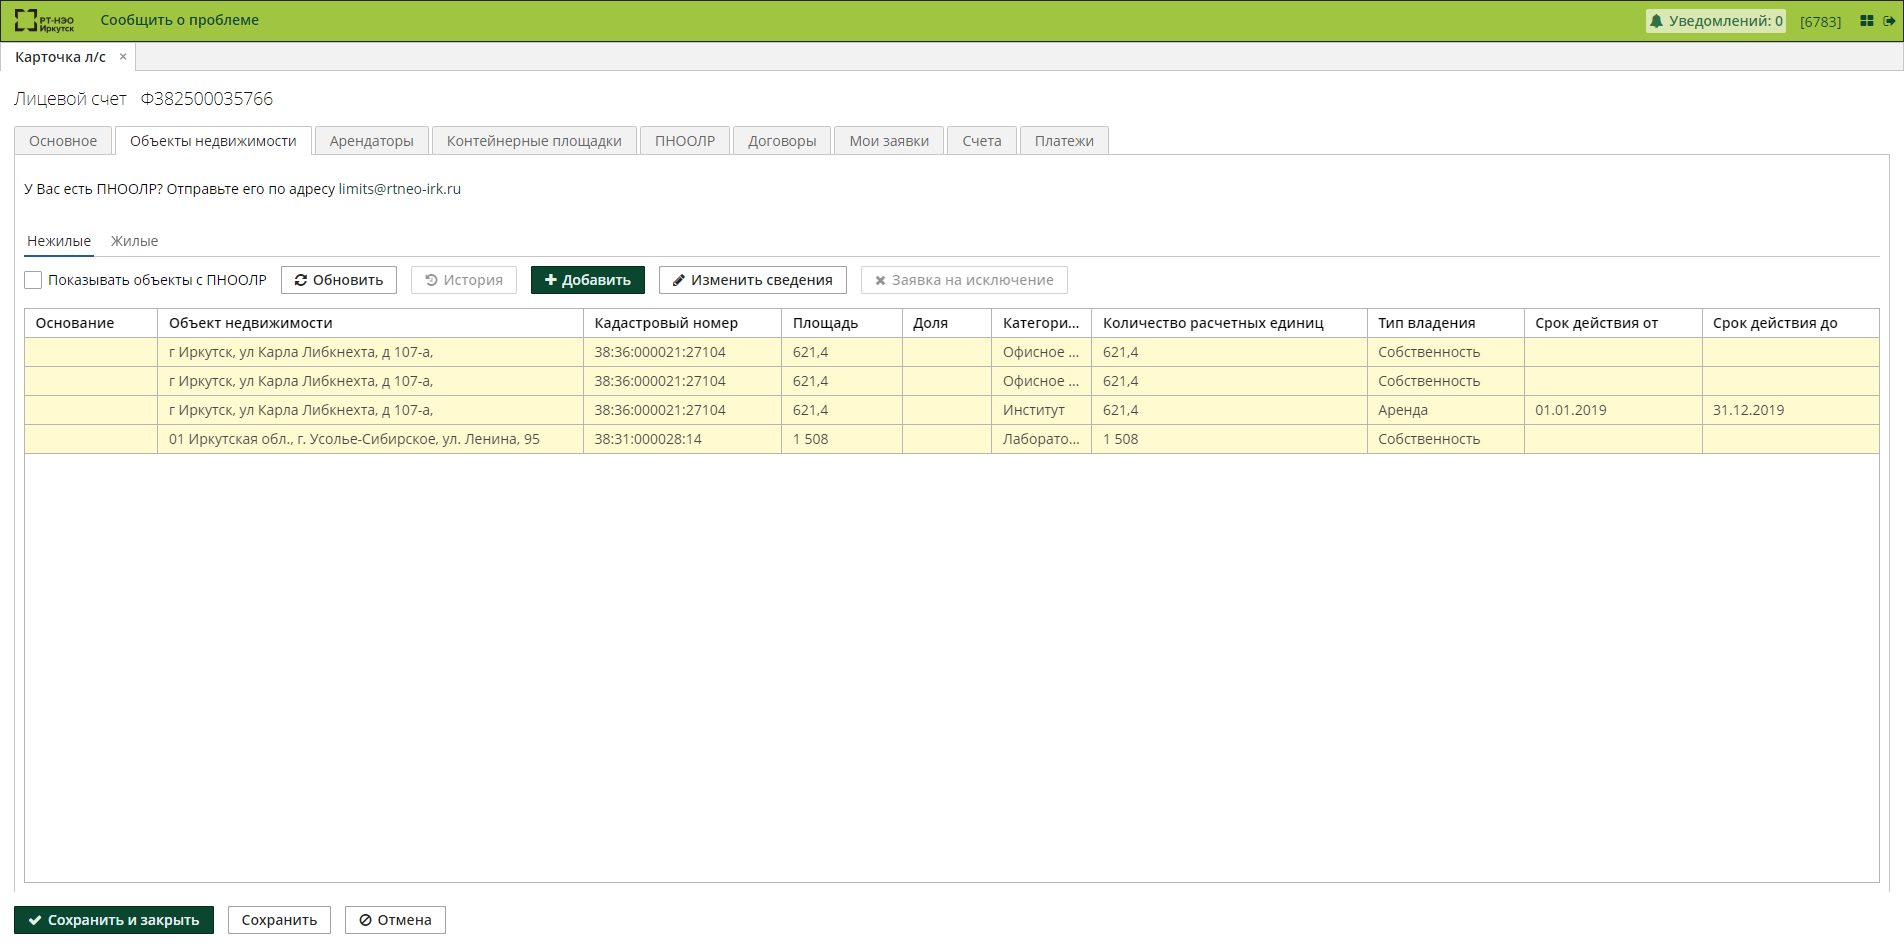 РТ-НЭО
Иркутск
Сообщить о проблеме
Уведомлений: 0
[6783]
Карточка л/с ×
Лицевой счет Ф382500035766
Основное Объекты недвижимости Арендаторы Контейнерные площадки ПНООЛР Договоры Мои заявки Счета Платежи
У Вас есть ПНООЛР? Отправьте его по адресу limits@rtneo-irk.ru
Нежилые Жилые
Показывать объекты с ПНООЛР Обновить История Добавить Изменить сведения Заявка на исключение
Основание Объект недвижимости Кадастровый номер Площадь Доля Категори... Количество расчетных единиц Тип владения Срок действия от Срок действия до
г Иркутск, ул Карла Либкнехта, д 107-а, 38:36:000021:27104 621,4 Офисное ... 621,4 Собственность
г Иркутск, ул Карла Либкнехта, д 107-а, 38:36:000021:27104 621,4 Офисное ... 621,4 Собственность
г Иркутск, ул Карла Либкнехта, д 107-а, 38:36:000021:27104 621,4 Институт 621,4 Аренда 01.01.2019 31.12.2019
01 Иркутская обл., г. Усолье-Сибирское, ул. Ленина, 95 38:31:000028:14 1 508 Лаборато... 1 508 Собственность
Сохранить и закрыть Сохранить Отмена